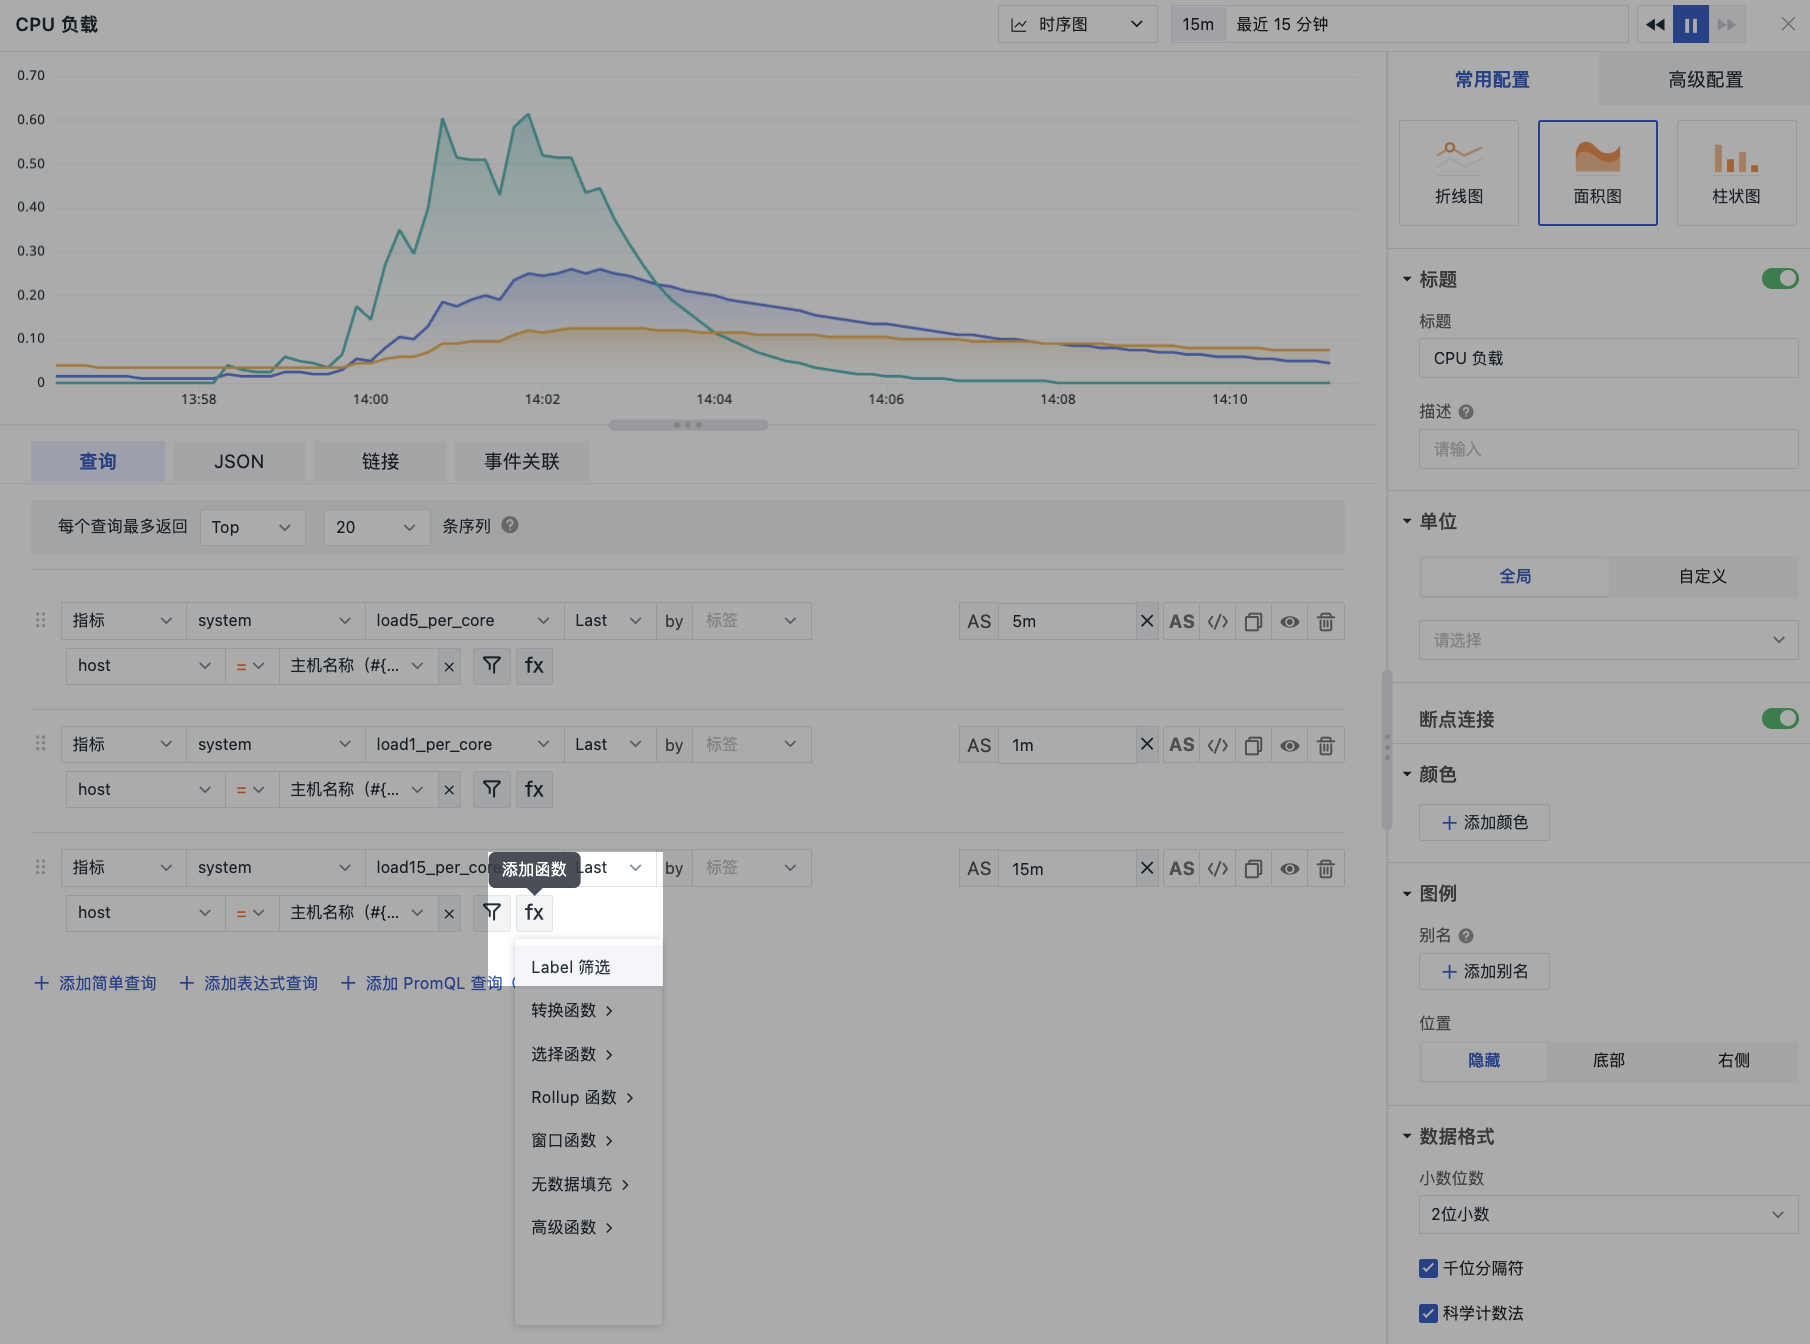 CPU 负载
时序图
15m 最近 15 分钟
0.70
0.60
0.50
0.40
0.30
0.20
0.10
0
13:58 14:00 14:02 14:04 14:06 14:08 14:10
查询 JSON 链接 事件关联
每个查询最多返回 Top 20 条序列
指标 system load5_per_core Last by 标签 AS 5m AS
host = 主机名称（#{... fx
指标 system load1_per_core Last by 标签 AS 1m AS
host = 主机名称（#{... fx
指标 system load15_per_core Last by 标签 AS 15m AS
添加函数
host = 主机名称（#{... fx
添加简单查询 添加表达式查询 添加 PromQL 查询
Label 筛选
转换函数
选择函数
Rollup 函数
窗口函数
无数据填充
高级函数
常用配置 高级配置
折线图 面积图 柱状图
标题
标题
CPU 负载
描述
请输入
单位
全局 自定义
请选择
断点连接
颜色
添加颜色
图例
别名
添加别名
位置
隐藏 底部 右侧
数据格式
小数位数
2位小数
千位分隔符
科学计数法